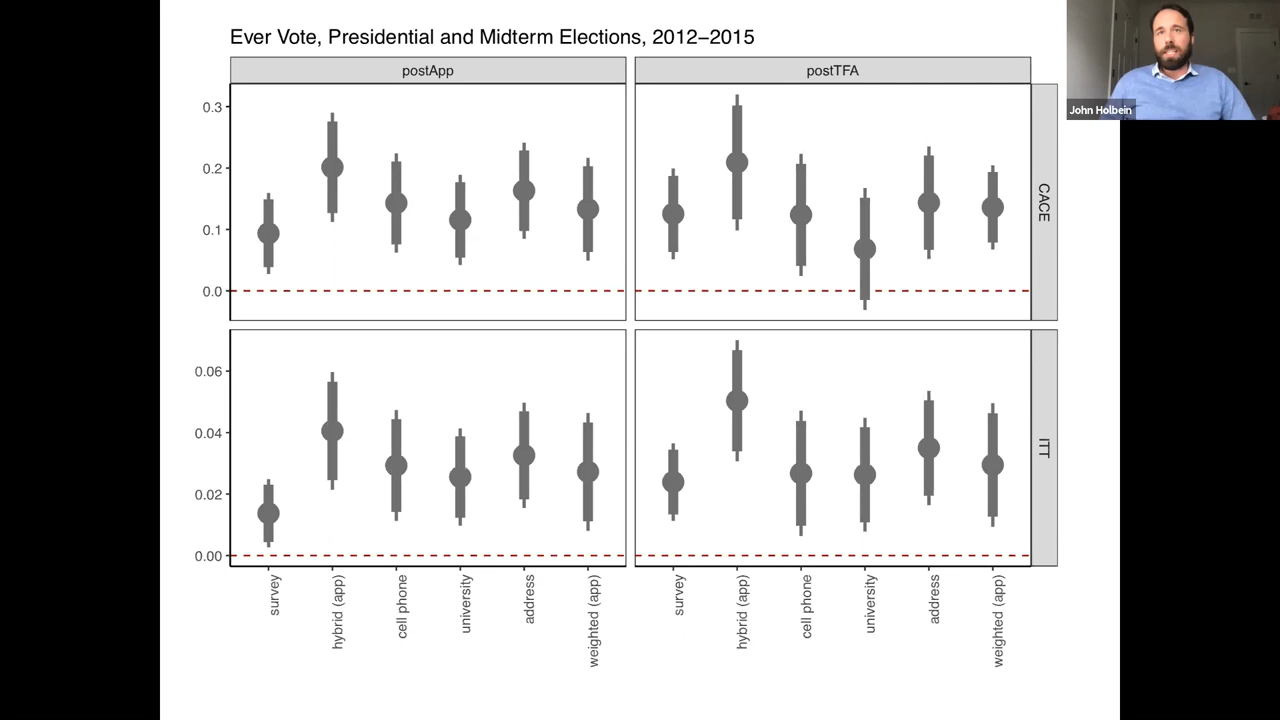 Ever Vote, Presidential and Midterm Elections, 2012–2015
postApp
postTFA
0.3
0.2
0.1
0.0
CACE
0.06
0.04
0.02
0.00
ITT
survey
hybrid (app)
cell phone
university
address
weighted (app)
survey
hybrid (app)
cell phone
university
address
weighted (app)
John Holbein